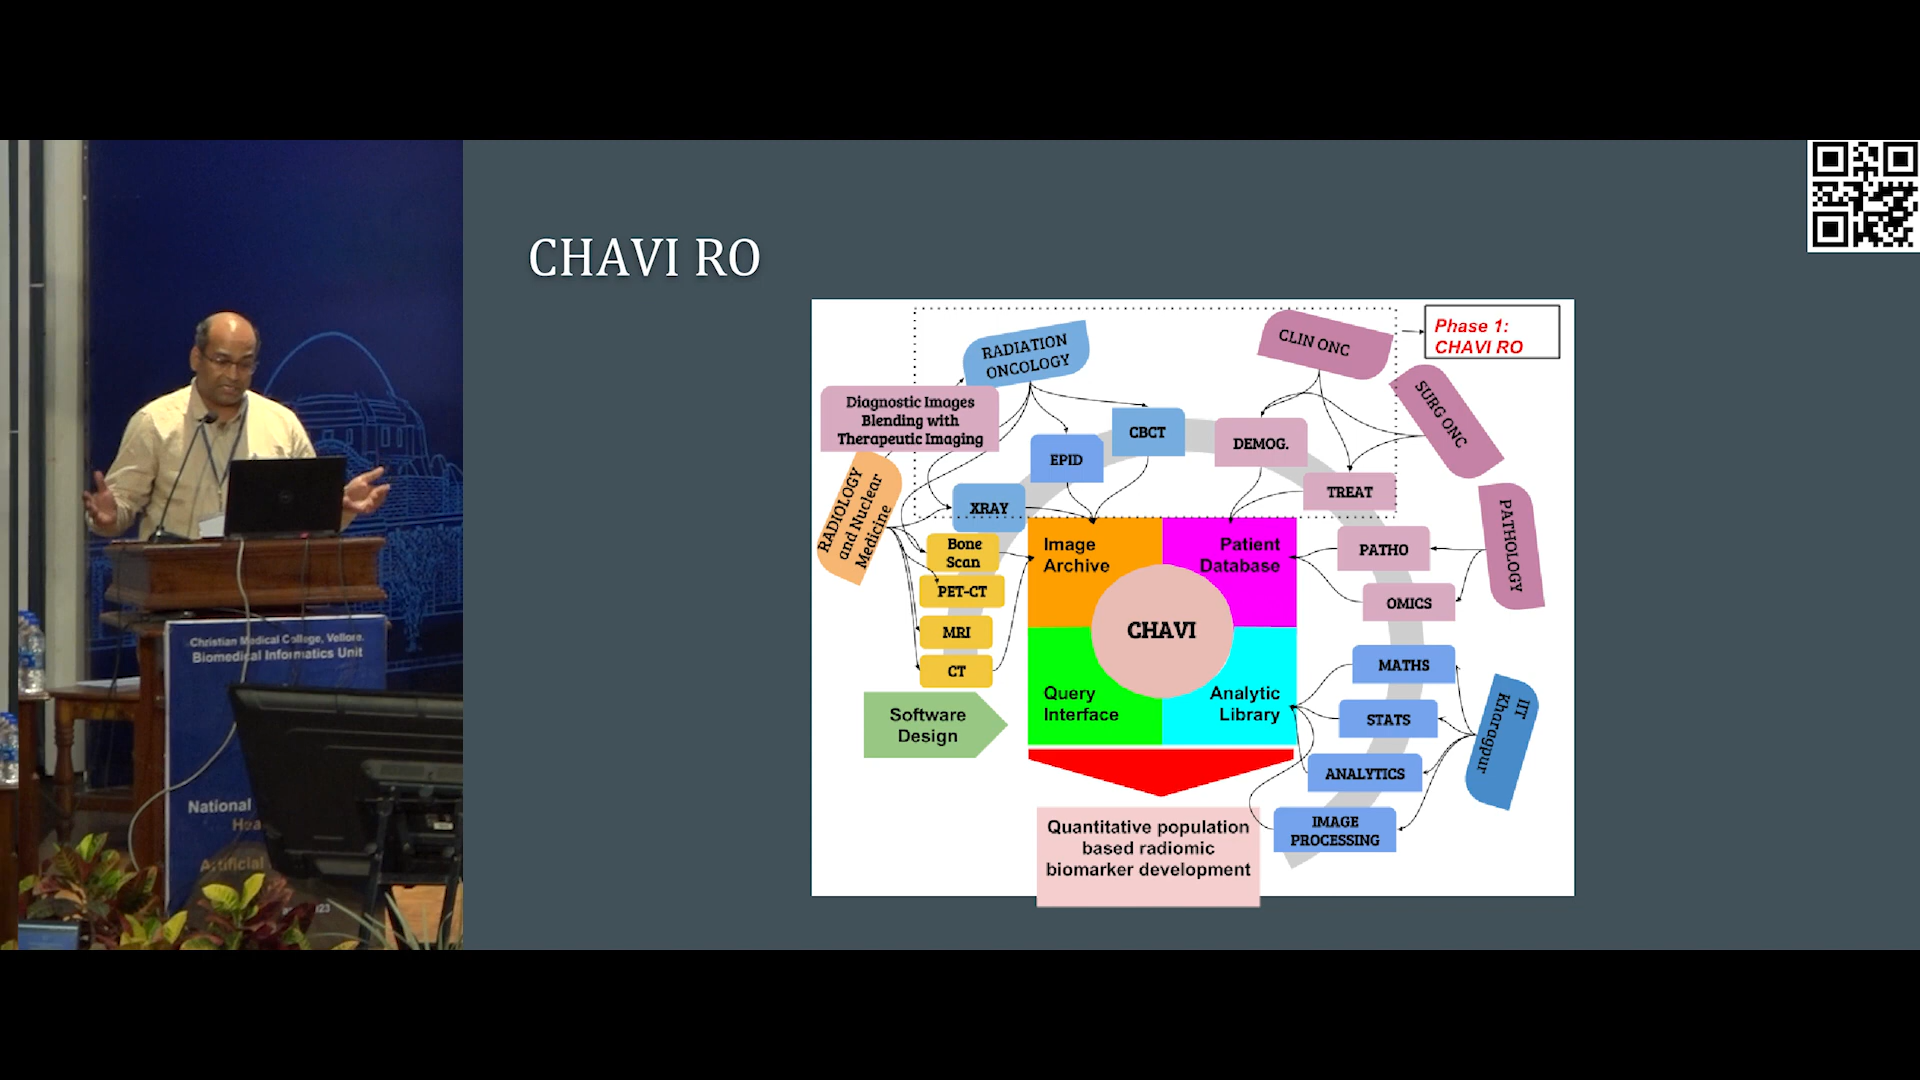 CHAVI RO
Phase 1:
CHAVI RO
RADIATION
ONCOLOGY
CLIN ONC
SURG ONC
Diagnostic Images
Blending with
Therapeutic Imaging
CBCT
DEMOG.
EPID
TREAT
RADIOLOGY
and Nuclear
Medicine
XRAY
PATHOLOGY
Bone
Scan
PET-CT
MRI
CT
Image
Archive
Patient
Database
PATHO
OMICS
CHAVI
Query
Interface
Analytic
Library
MATHS
STATS
ANALYTICS
IMAGE
PROCESSING
IIT
Kharagpur
Software
Design
Quantitative population
based radiomic
biomarker development
Christian Medical College, Vellore.
Biomedical Informatics Unit
National
Hea
Artificial
023